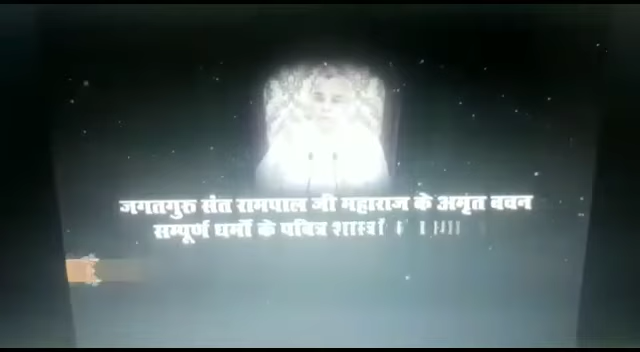 जगतगुरु संत रामपाल जी महाराज के अमृत वचन
सम्पूर्ण धर्मों के पवित्र शास्त्रों